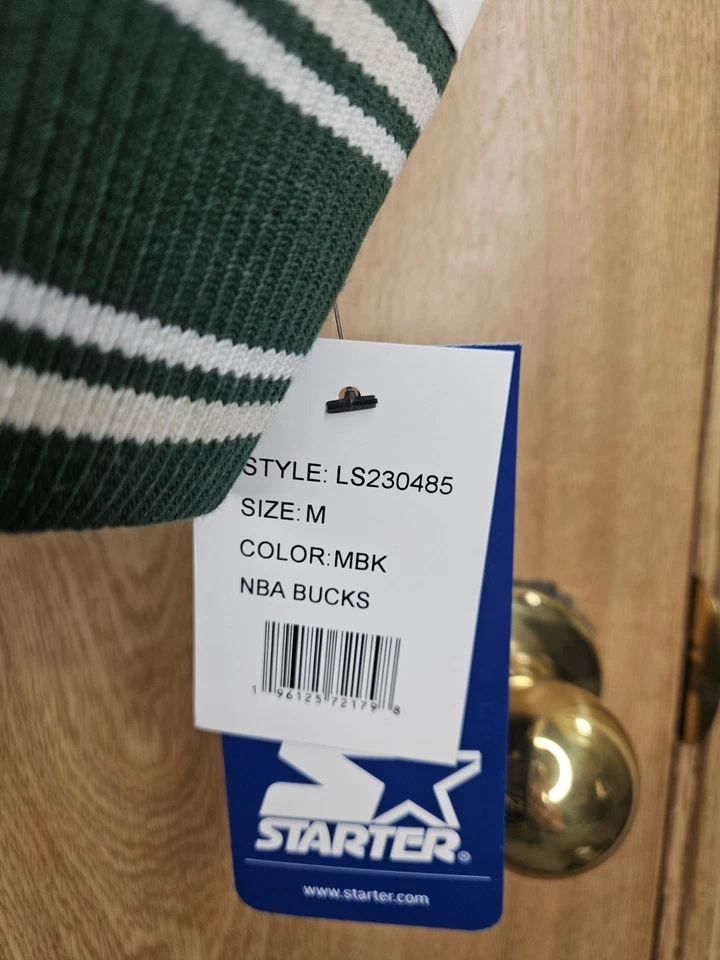 STYLE: LS230485
SIZE: M
COLOR: MBK
NBA BUCKS
1 96125 72179 8
STARTER®
www.starter.com